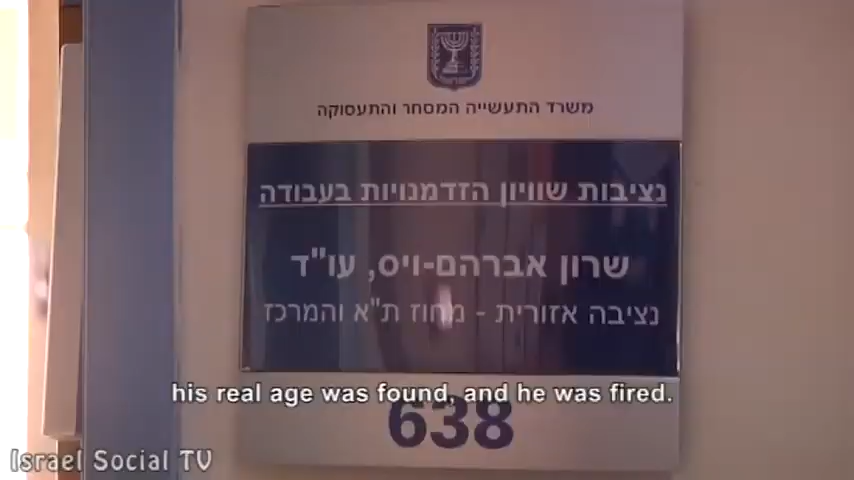 משרד התעשייה המסחר והתעסוקה
נציבות שוויון הזדמנויות בעבודה
שרון אברהם-ויס, עו"ד
נציבה אזורית - מחוז ת"א והמרכז
his real age was found, and he was fired.
638
Israel Social TV